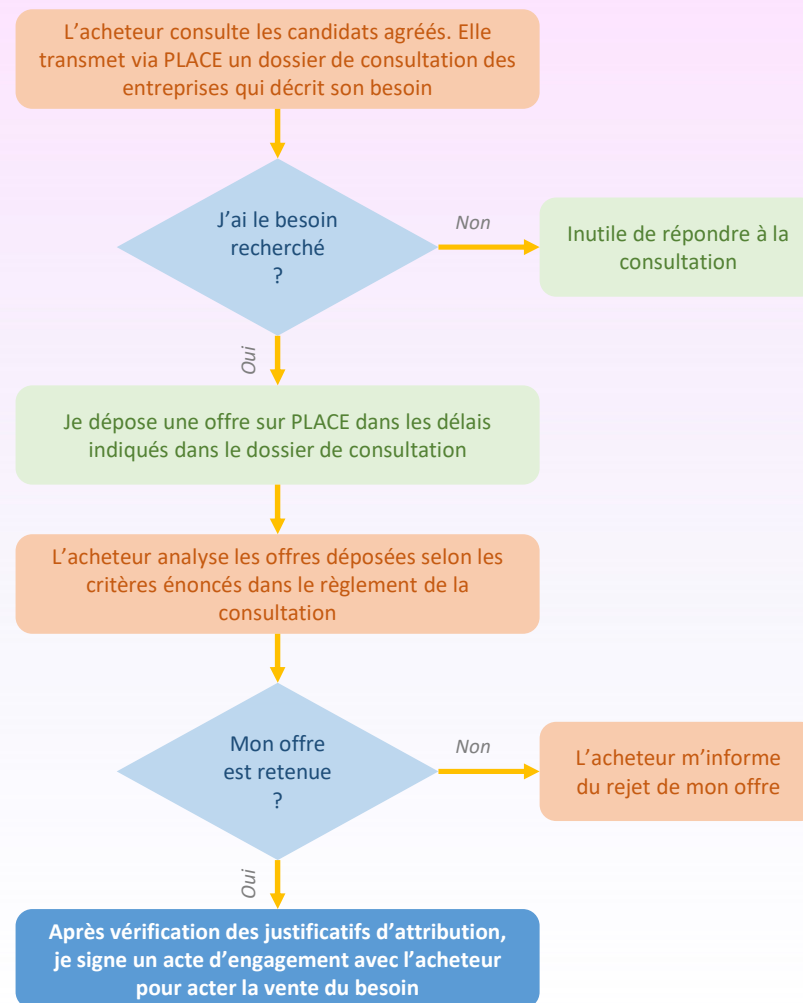 L’acheteur consulte les candidats agréés. Elle
transmet via PLACE un dossier de consultation des
entreprises qui décrit son besoin
J’ai le besoin
recherché
?
Non
Inutile de répondre à la
consultation
Oui
Je dépose une offre sur PLACE dans les délais
indiqués dans le dossier de consultation
L’acheteur analyse les offres déposées selon les
critères énoncés dans le règlement de la
consultation
Mon offre
est retenue
?
Non
L’acheteur m’informe
du rejet de mon offre
Oui
Après vérification des justificatifs d’attribution,
je signe un acte d’engagement avec l’acheteur
pour acter la vente du besoin